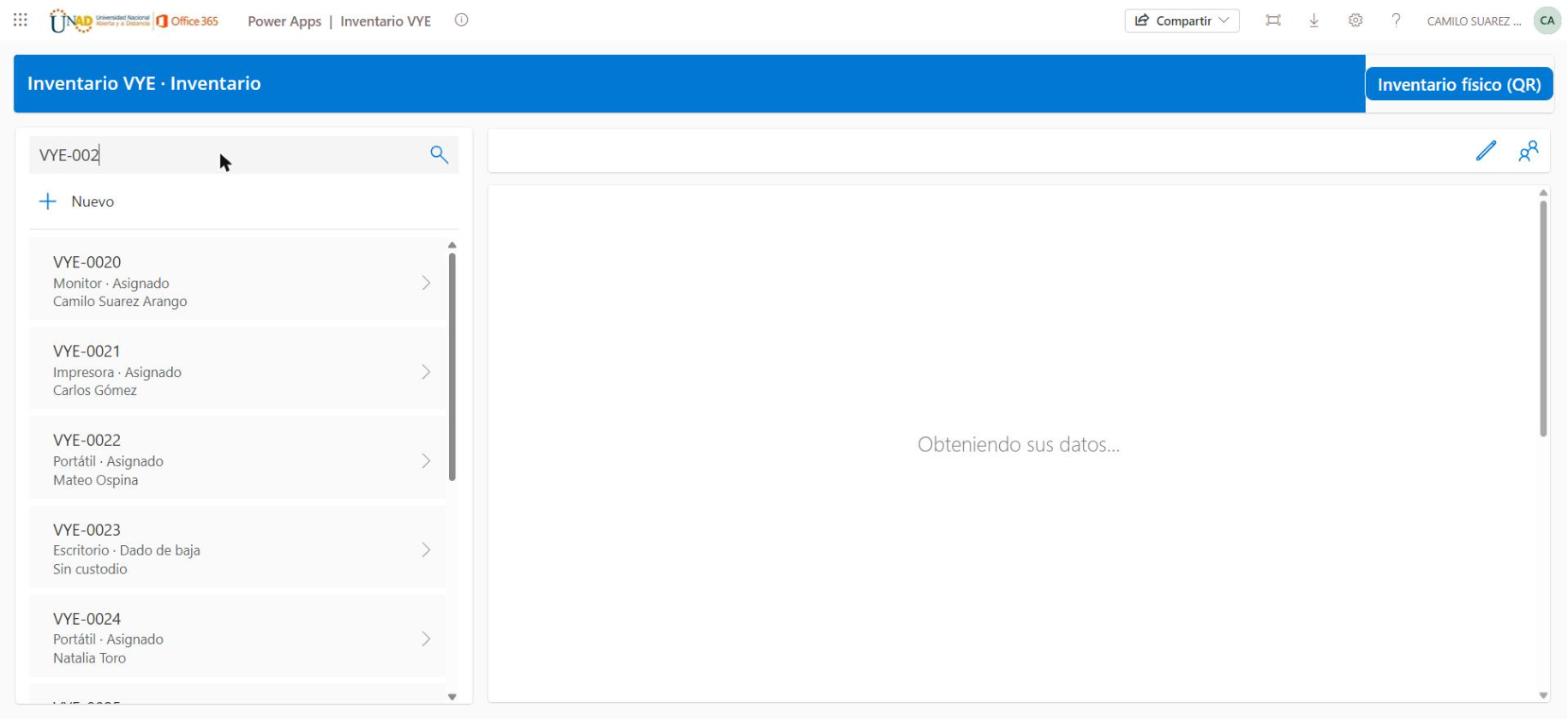 UNAD Universidad Nacional Abierta y a Distancia Office 365 Power Apps | Inventario VYE Compartir ? CAMILO SUAREZ ... CA
Inventario VYE · Inventario
Inventario físico (QR)
VYE-002
Nuevo
VYE-0020
Monitor · Asignado
Camilo Suarez Arango
VYE-0021
Impresora · Asignado
Carlos Gómez
VYE-0022
Portátil · Asignado
Mateo Ospina
VYE-0023
Escritorio · Dado de baja
Sin custodio
VYE-0024
Portátil · Asignado
Natalia Toro
Obteniendo sus datos...